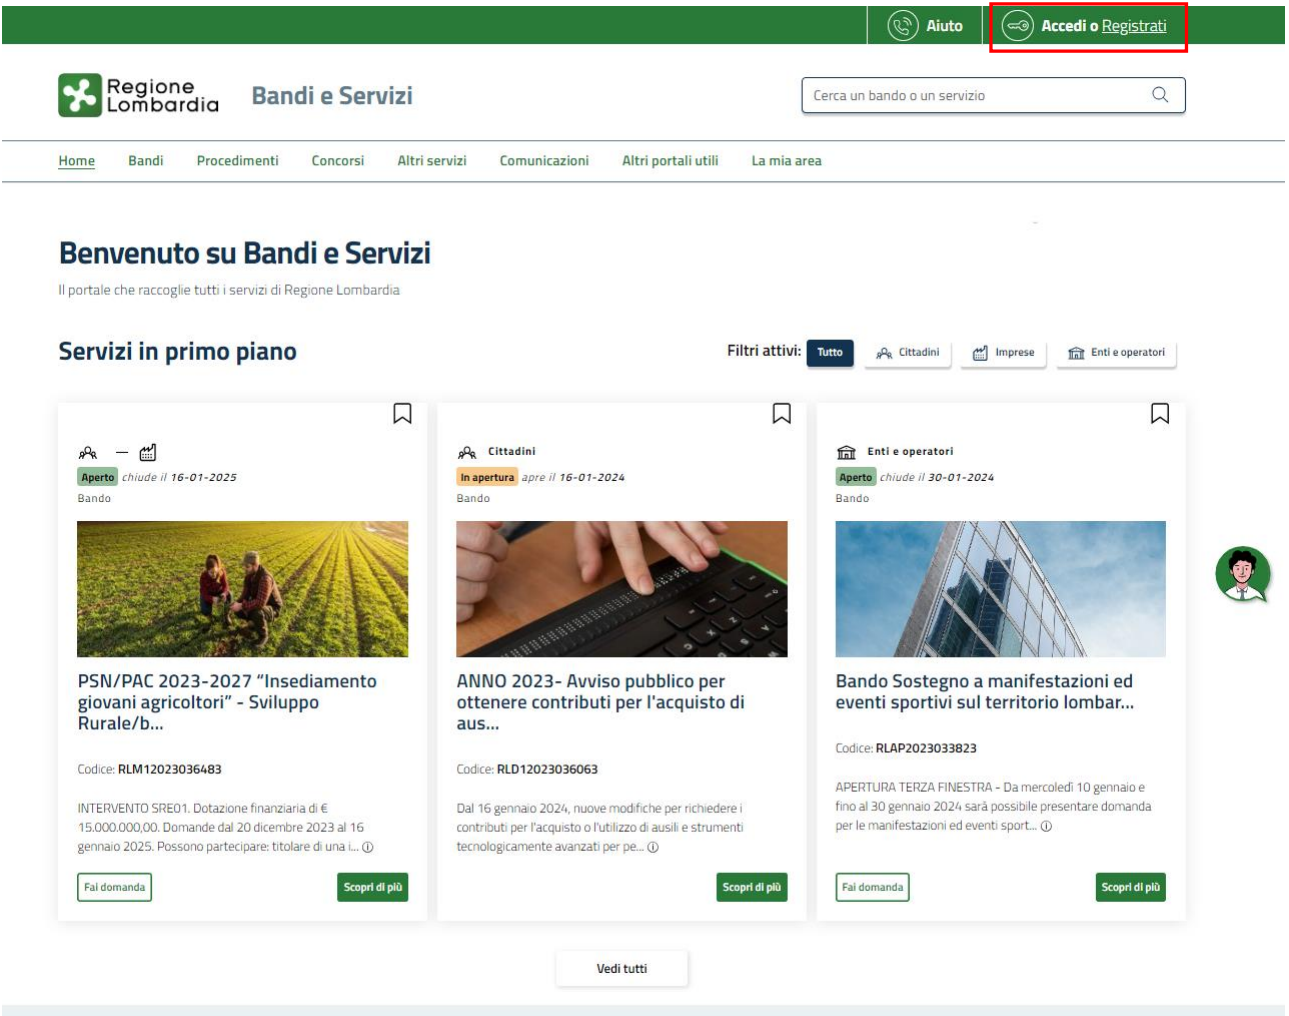 Aiuto
Accedi o Registrati
Regione
Lombardia
Bandi e Servizi
Cerca un bando o un servizio
Home Bandi Procedimenti Concorsi Altri servizi Comunicazioni Altri portali utili La mia area
Benvenuto su Bandi e Servizi
Il portale che raccoglie tutti i servizi di Regione Lombardia
Servizi in primo piano
Filtri attivi: Tutto Cittadini Imprese Enti e operatori
Aperto chiude il 16-01-2025
Bando
PSN/PAC 2023-2027 “Insediamento
giovani agricoltori” - Sviluppo
Rurale/b...
Codice: RLM12023036483
INTERVENTO SRE01. Dotazione finanziaria di €
15.000.000,00. Domande dal 20 dicembre 2023 al 16
gennaio 2025. Possono partecipare: titolare di una i...
Fai domanda
Scopri di più
Cittadini
In apertura apre il 16-01-2024
Bando
ANNO 2023- Avviso pubblico per
ottenere contributi per l'acquisto di
aus...
Codice: RLD12023036063
Dal 16 gennaio 2024, nuove modifiche per richiedere i
contributi per l'acquisto o l'utilizzo di ausili e strumenti
tecnologicamente avanzati per pe...
Scopri di più
Enti e operatori
Aperto chiude il 30-01-2024
Bando
Bando Sostegno a manifestazioni ed
eventi sportivi sul territorio lombar...
Codice: RLAP2023033823
APERTURA TERZA FINESTRA - Da mercoledì 10 gennaio e
fino al 30 gennaio 2024 sarà possibile presentare domanda
per le manifestazioni ed eventi sport...
Fai domanda
Scopri di più
Vedi tutti